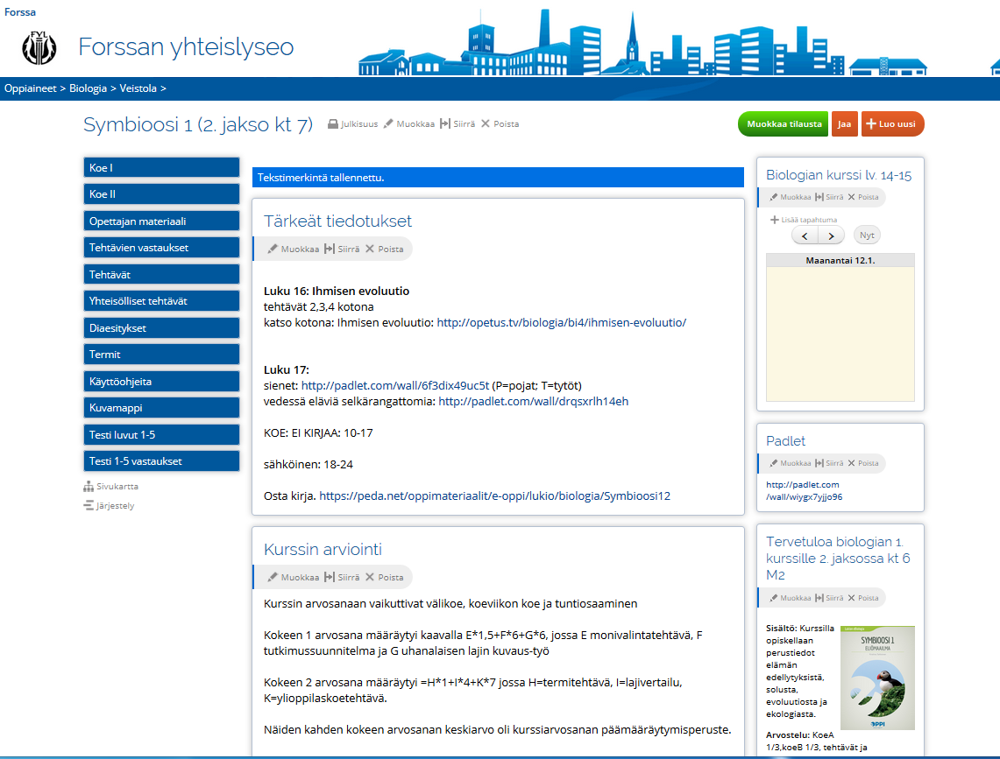 Forssa
FYL
Forssan yhteislyseo
Oppiaineet > Biologia > Veistola >
Symbioosi 1 (2. jakso kt 7)
Julkisuus Muokkaa Siirrä Poista
Muokkaa tilausta
Jaa
Luo uusi
Koe I
Koe II
Opettajan materiaali
Tehtävien vastaukset
Tehtävät
Yhteisölliset tehtävät
Diaesitykset
Termit
Käyttöohjeita
Kuvamappi
Testi luvut 1-5
Testi 1-5 vastaukset
Sivukartta
Järjestely
Tekstimerkintä tallennettu.
Tärkeät tiedotukset
Muokkaa Siirrä Poista
Luku 16: Ihmisen evoluutio
tehtävät 2,3,4 kotona
katso kotona: Ihmisen evoluutio: http://opetus.tv/biologia/bi4/ihmisen-evoluutio/
Luku 17:
sienet: http://padlet.com/wall/6f3dix49uc5t (P=pojat; T=tytöt)
vedessä eläviä selkärangattomia: http://padlet.com/wall/drqsxrlh14eh
KOE: EI KIRJAA: 10-17
sähköinen: 18-24
Osta kirja. https://peda.net/oppimateriaalit/e-oppi/lukio/biologia/Symbioosi12
Kurssin arviointi
Muokkaa Siirrä Poista
Kurssin arvosanaan vaikuttivat välikoe, koeviikon koe ja tuntiosaaminen
Kokeen 1 arvosana määräytyi kaavalla E*1,5+F*6+G*6, jossa E monivalintatehtävä, F
tutkimussuunnitelma ja G uhanalaisen lajin kuvaus-työ
Kokeen 2 arvosana määräytyi =H*1+I*4+K*7 jossa H=termitehtävä, I=lajivertailu,
K=ylioppilaskoetehtävä.
Näiden kahden kokeen arvosanan keskiarvo oli kurssiarvosanan päämääräytymisperuste.
Biologian kurssi lv. 14-15
Muokkaa Siirrä Poista
Lisää tapahtuma
Nyt
Maanantai 12.1.
Padlet
Muokkaa Siirrä Poista
http://padlet.com
/wall/wiygx7yjjo96
Tervetuloa biologian 1.
kurssille 2. jaksossa kt 6
M2
Muokkaa Siirrä Poista
Sisältö: Kurssilla
opiskellaan
perustiedot
elämän
edellytyksistä,
solusta,
evoluutiosta ja
ekologiasta.
SYMBIOOSI 1
ELIÖMAAILMA
OPPI
Arvostelu: KoeA
1/3,koeB 1/3, tehtävät ja